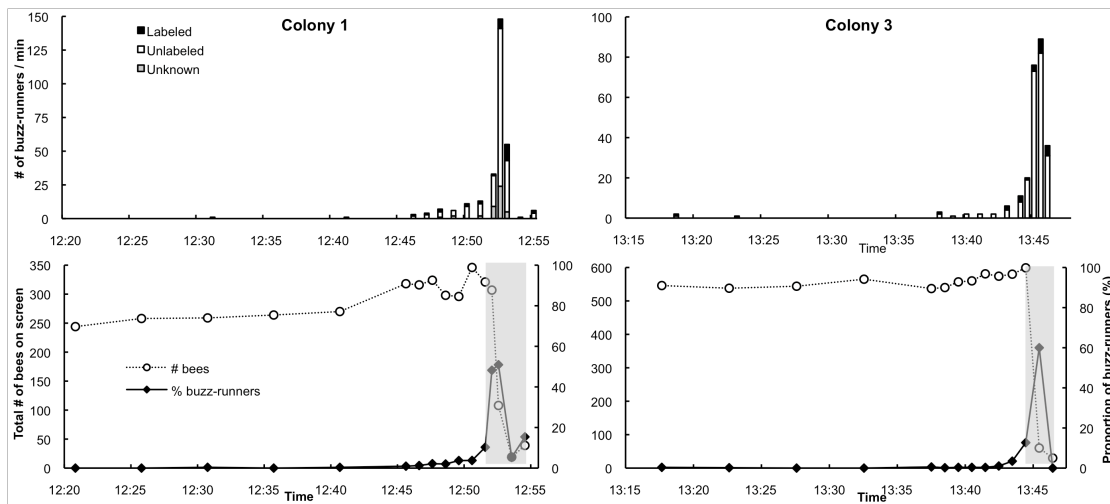 Colony 1
Colony 3
# of buzz-runners / min
150
125
100
75
50
25
0
Labeled
Unlabeled
Unknown
12:20 12:25 12:30 12:35 12:40 12:45 12:50 12:55
100
80
60
40
20
0
13:15 13:20 13:25 13:30 13:35 13:40 13:45
Time
Total # of bees on screen
350
300
250
200
150
100
50
0
# bees
% buzz-runners
100
80
60
40
20
0
12:20 12:25 12:30 12:35 12:40 12:45 12:50 12:55
Time
600
500
400
300
200
100
0
100
80
60
40
20
0
Proportion of buzz-runners (%)
13:15 13:20 13:25 13:30 13:35 13:40 13:45
Time